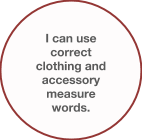 I can use
correct
clothing and
accessory
measure
words.